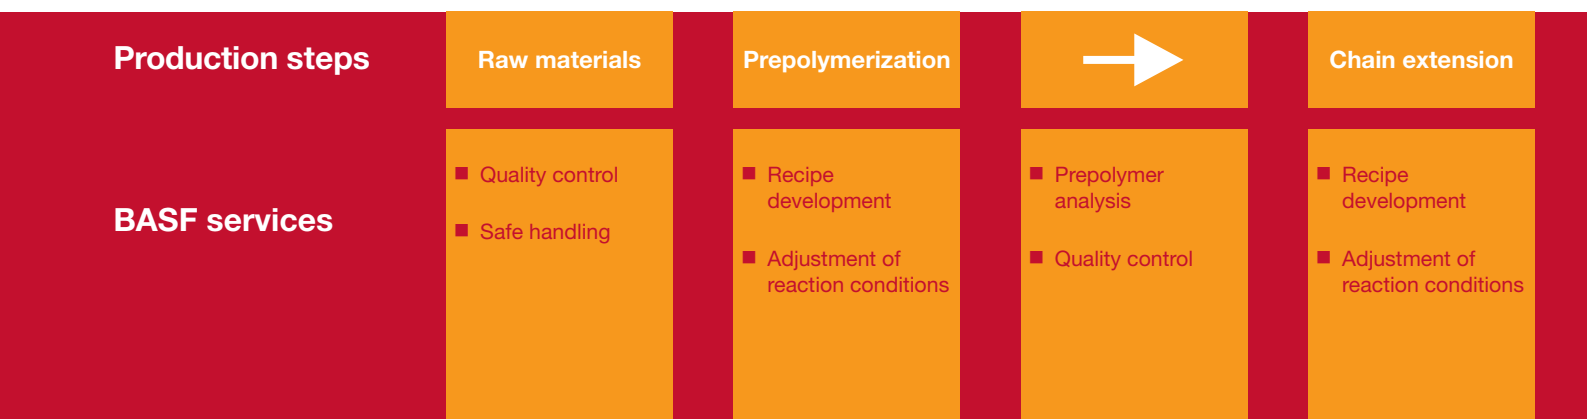 Production steps
Raw materials
Prepolymerization
Chain extension
BASF services
■ Quality control
■ Safe handling
■ Recipe
development
■ Adjustment of
reaction conditions
■ Prepolymer
analysis
■ Quality control
■ Recipe
development
■ Adjustment of
reaction conditions